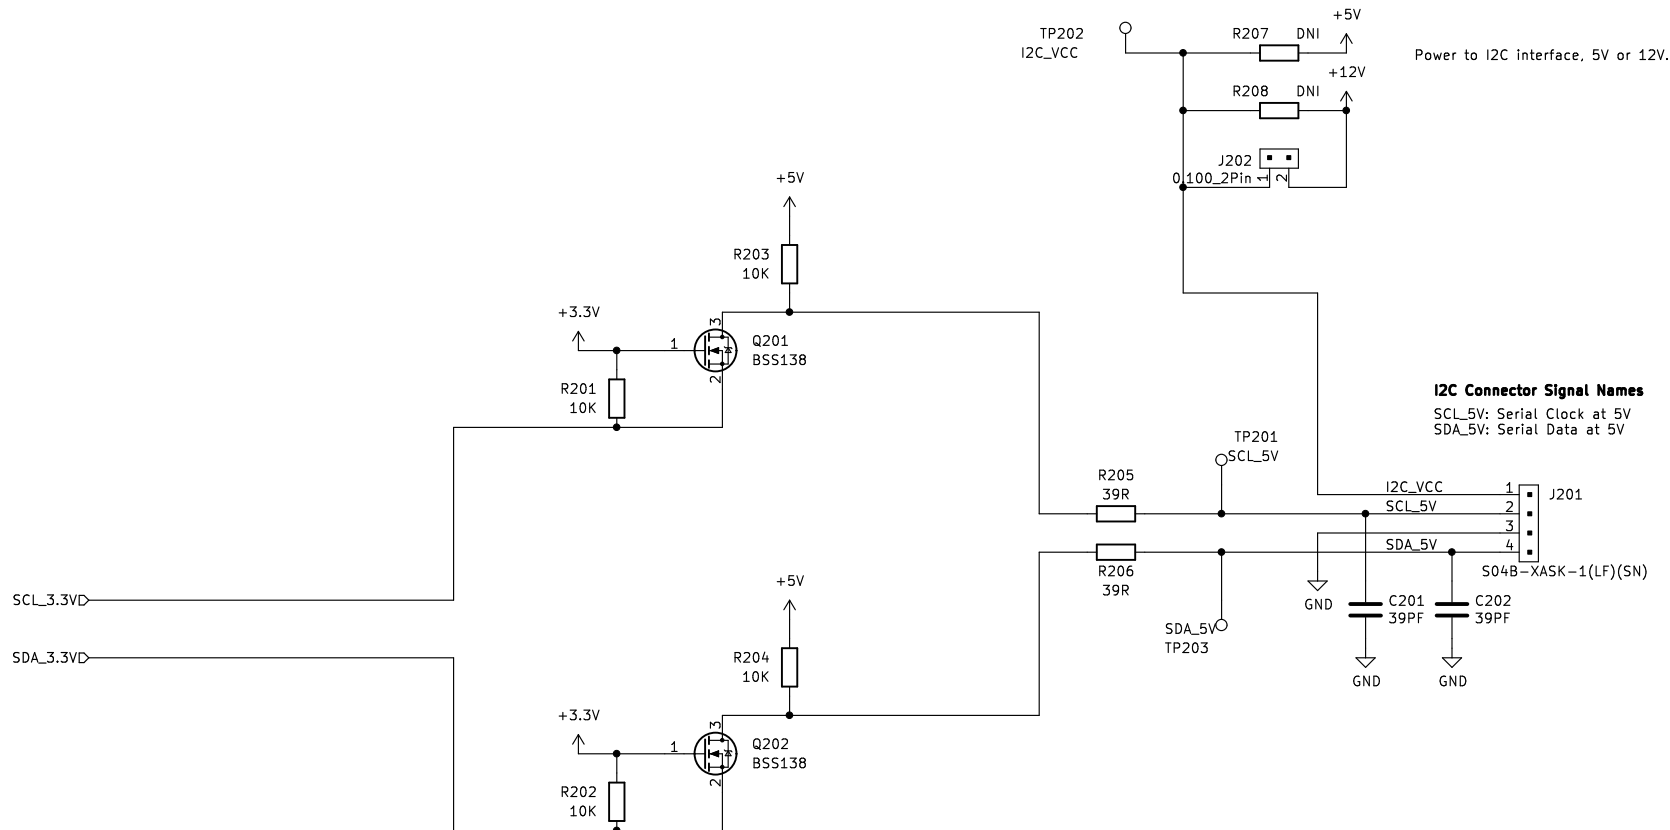 TP202
I2C_VCC
R207 DNI
+5V
Power to I2C interface, 5V or 12V.
+12V
R208 DNI
J202
0.100_2Pin
1
2
+5V
R203
10K
+3.3V
1
3
2
Q201
BSS138
R201
10K
I2C Connector Signal Names
SCL_5V: Serial Clock at 5V
SDA_5V: Serial Data at 5V
TP201
SCL_5V
R205
39R
I2C_VCC
SCL_5V
SDA_5V
1
2
3
4
J201
S04B-XASK-1(LF)(SN)
R206
39R
GND
C201
39PF
C202
39PF
SDA_5V
TP203
GND
GND
SCL_3.3V
SDA_3.3V
+5V
R204
10K
+3.3V
1
3
2
Q202
BSS138
R202
10K